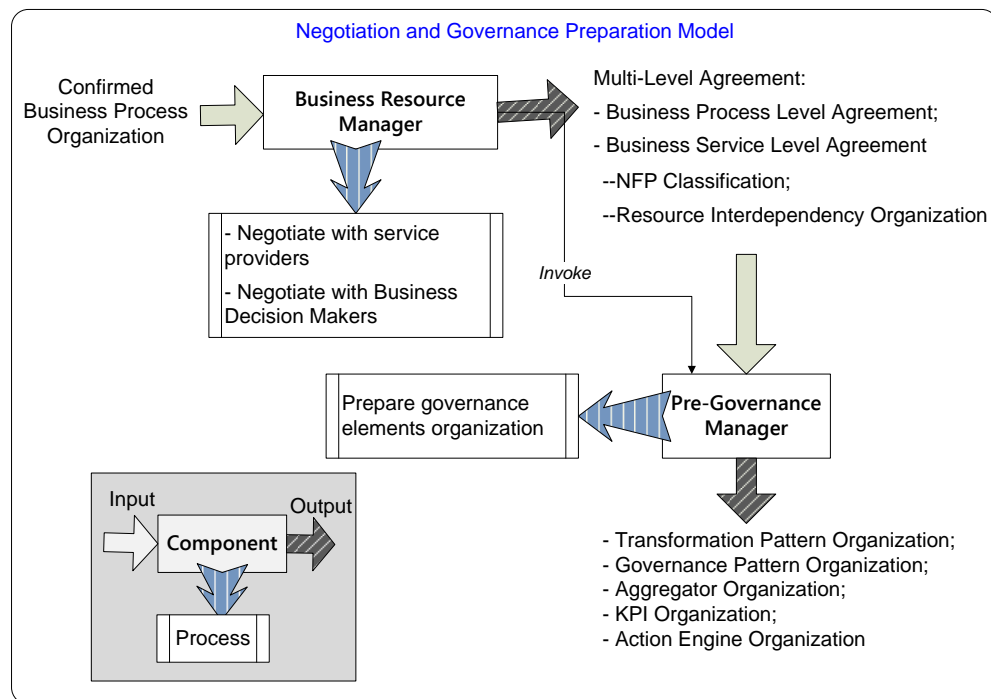 Negotiation and Governance Preparation Model
Confirmed
Business Process
Organization
Business Resource
Manager
Multi-Level Agreement:
- Business Process Level Agreement;
- Business Service Level Agreement
--NFP Classification;
--Resource Interdependency Organization
- Negotiate with service
providers
- Negotiate with Business
Decision Makers
Invoke
Prepare governance
elements organization
Pre-Governance
Manager
Input
Output
Component
Process
- Transformation Pattern Organization;
- Governance Pattern Organization;
- Aggregator Organization;
- KPI Organization;
- Action Engine Organization